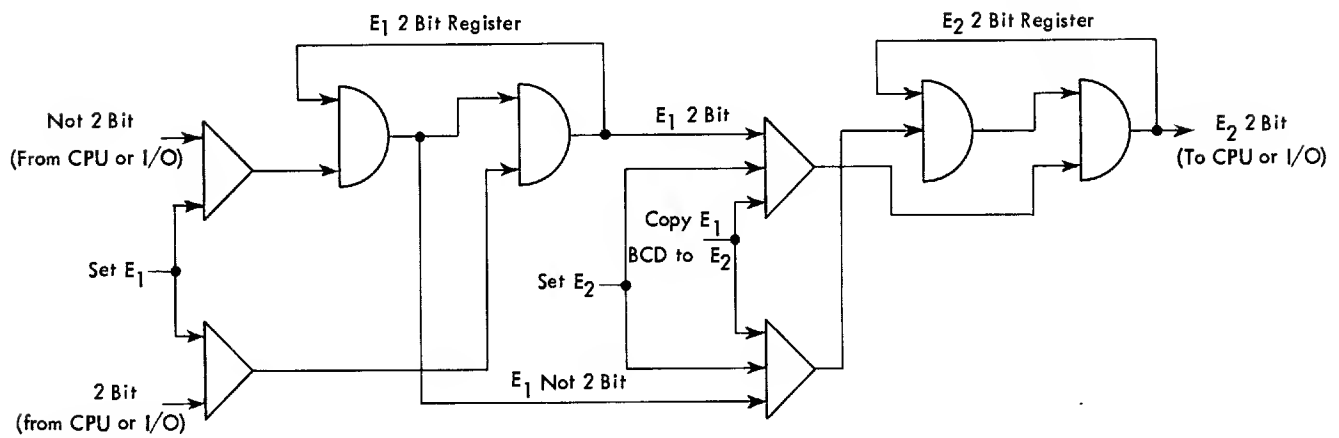 E1 2 Bit Register
E2 2 Bit Register
Not 2 Bit
(From CPU or I/O)
E1 2 Bit
E2 2 Bit
(To CPU or I/O)
Copy E1
BCD to E2
Set E1
Set E2
E1 Not 2 Bit
2 Bit
(from CPU or I/O)